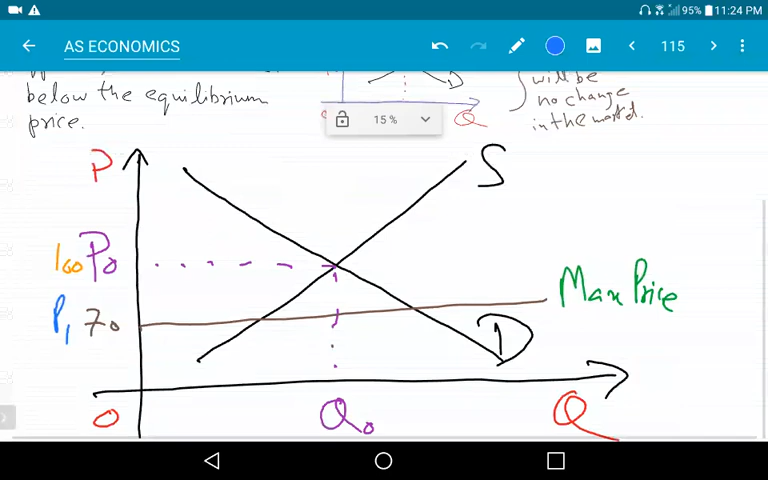 95% 11:24 PM
AS ECONOMICS
115
below the equilibrium
price.
will be
no change
in the market.
15 %
Q
P
S
100 P0
Max Price
P1 70
D
O
Q0
Q